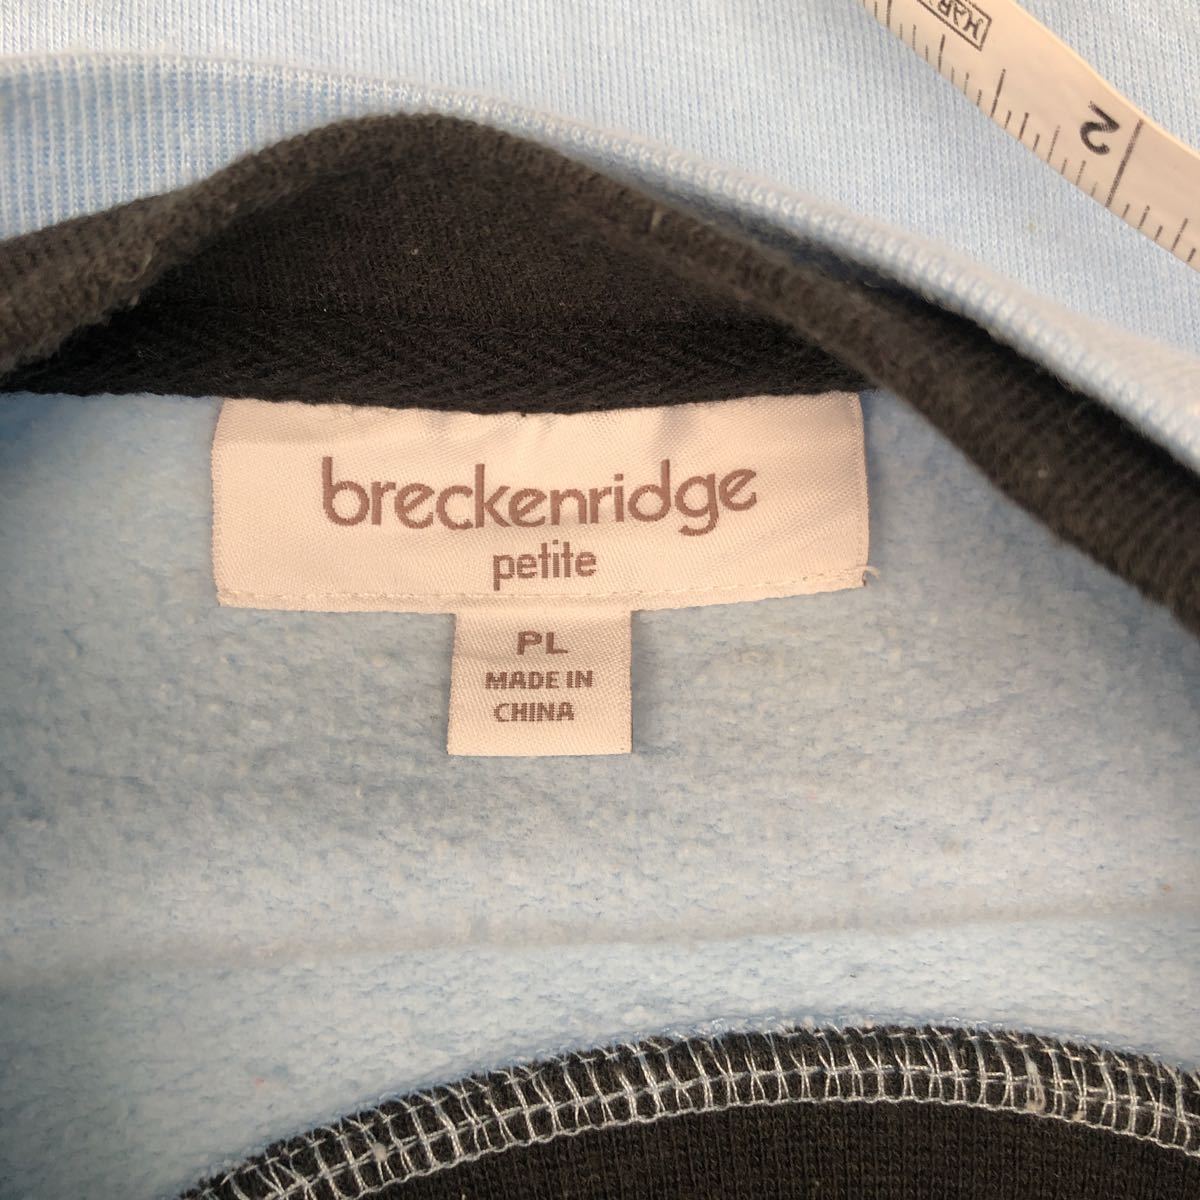 breckenridge
petite
PL
MADE IN
CHINA
2